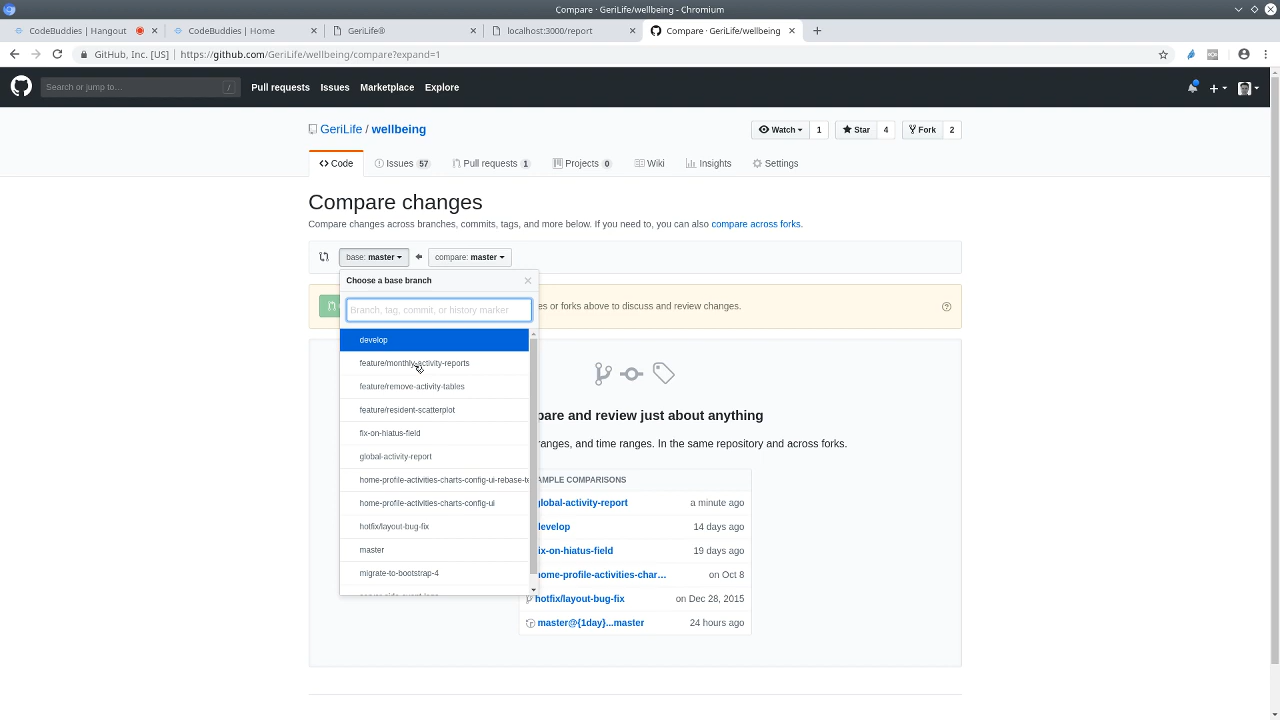 Compare · GeriLife/wellbeing - Chromium
CodeBuddies | Hangout
CodeBuddies | Home
GeriLife®
localhost:3000/report
Compare · GeriLife/wellbeing
GitHub, Inc. [US] | https://github.com/GeriLife/wellbeing/compare?expand=1
Search or jump to... /
Pull requests Issues Marketplace Explore
GeriLife / wellbeing
Watch 1 Star 4 Fork 2
Code Issues 57 Pull requests 1 Projects 0 Wiki Insights Settings
Compare changes
Compare changes across branches, commits, tags, and more below. If you need to, you can also compare across forks.
base: master compare: master
Choose a base branch
Branch, tag, commit, or history marker
es or forks above to discuss and review changes.
develop
feature/monthly-activity-reports
feature/remove-activity-tables
feature/resident-scatterplot
fix-on-hiatus-field
global-activity-report
home-profile-activities-charts-config-ui-rebase-te
home-profile-activities-charts-config-ui
hotfix/layout-bug-fix
master
migrate-to-bootstrap-4
pare and review just about anything
ranges, and time ranges. In the same repository and across forks.
AMPLE COMPARISONS
global-activity-report a minute ago
develop 14 days ago
fix-on-hiatus-field 19 days ago
home-profile-activities-char… on Oct 8
hotfix/layout-bug-fix on Dec 28, 2015
master@{1day}...master 24 hours ago